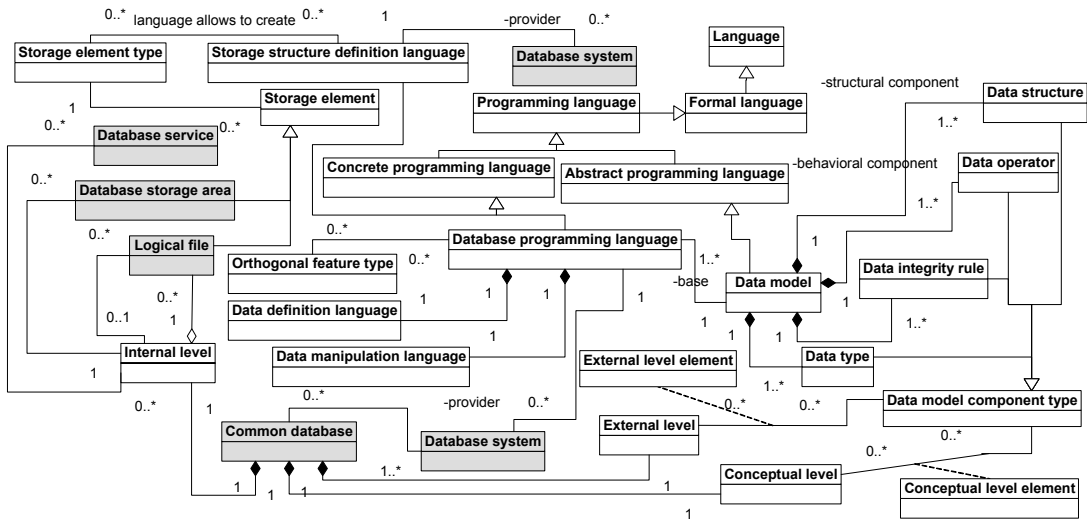 0..*
language allows to create
0..*
1
-provider
0..*
Language
Storage element type
Storage structure definition language
Database system
-structural component
Data structure
1
Storage element
Programming language
Formal language
1..*
0..*
Database service
0..*
Concrete programming language
Abstract programming language
-behavioral component
Data operator
0..*
Database storage area
1..*
0..*
Logical file
0..*
Database programming language
1..*
1
Orthogonal feature type
0..*
-base
Data model
Data integrity rule
0..*
1
Data definition language
1
1
1
1
1
0..1
1
1
1
1
1..*
Internal level
Data manipulation language
External level element
Data type
1
0..*
1
1..*
0..*
Data model component type
0..*
-provider
0..*
0..*
Common database
Database system
External level
0..*
1..*
0..*
Conceptual level
1
1
1
1
1
Conceptual level element